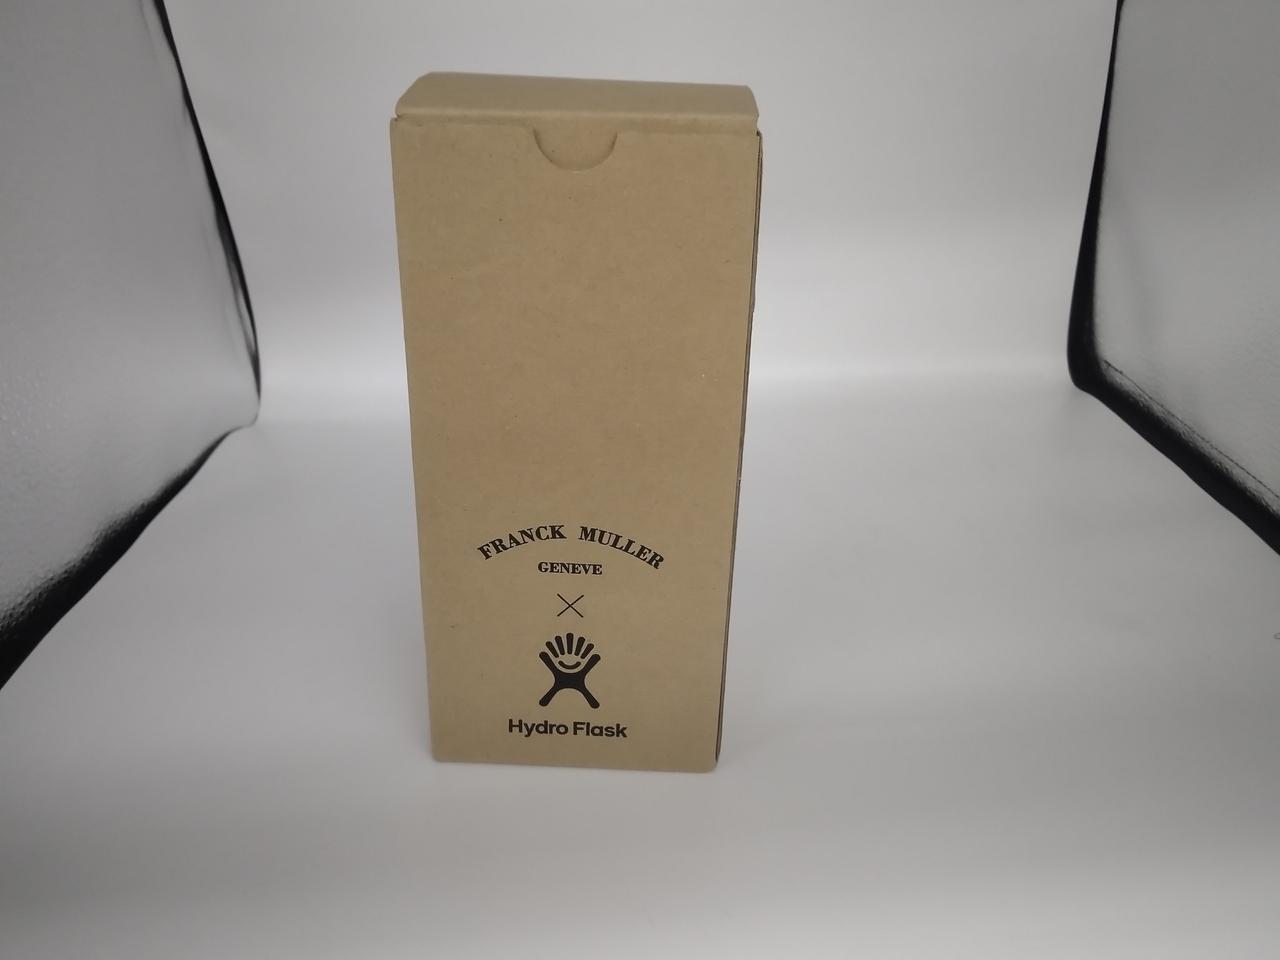 FRANCK MULLER
GENEVE
X
Hydro Flask